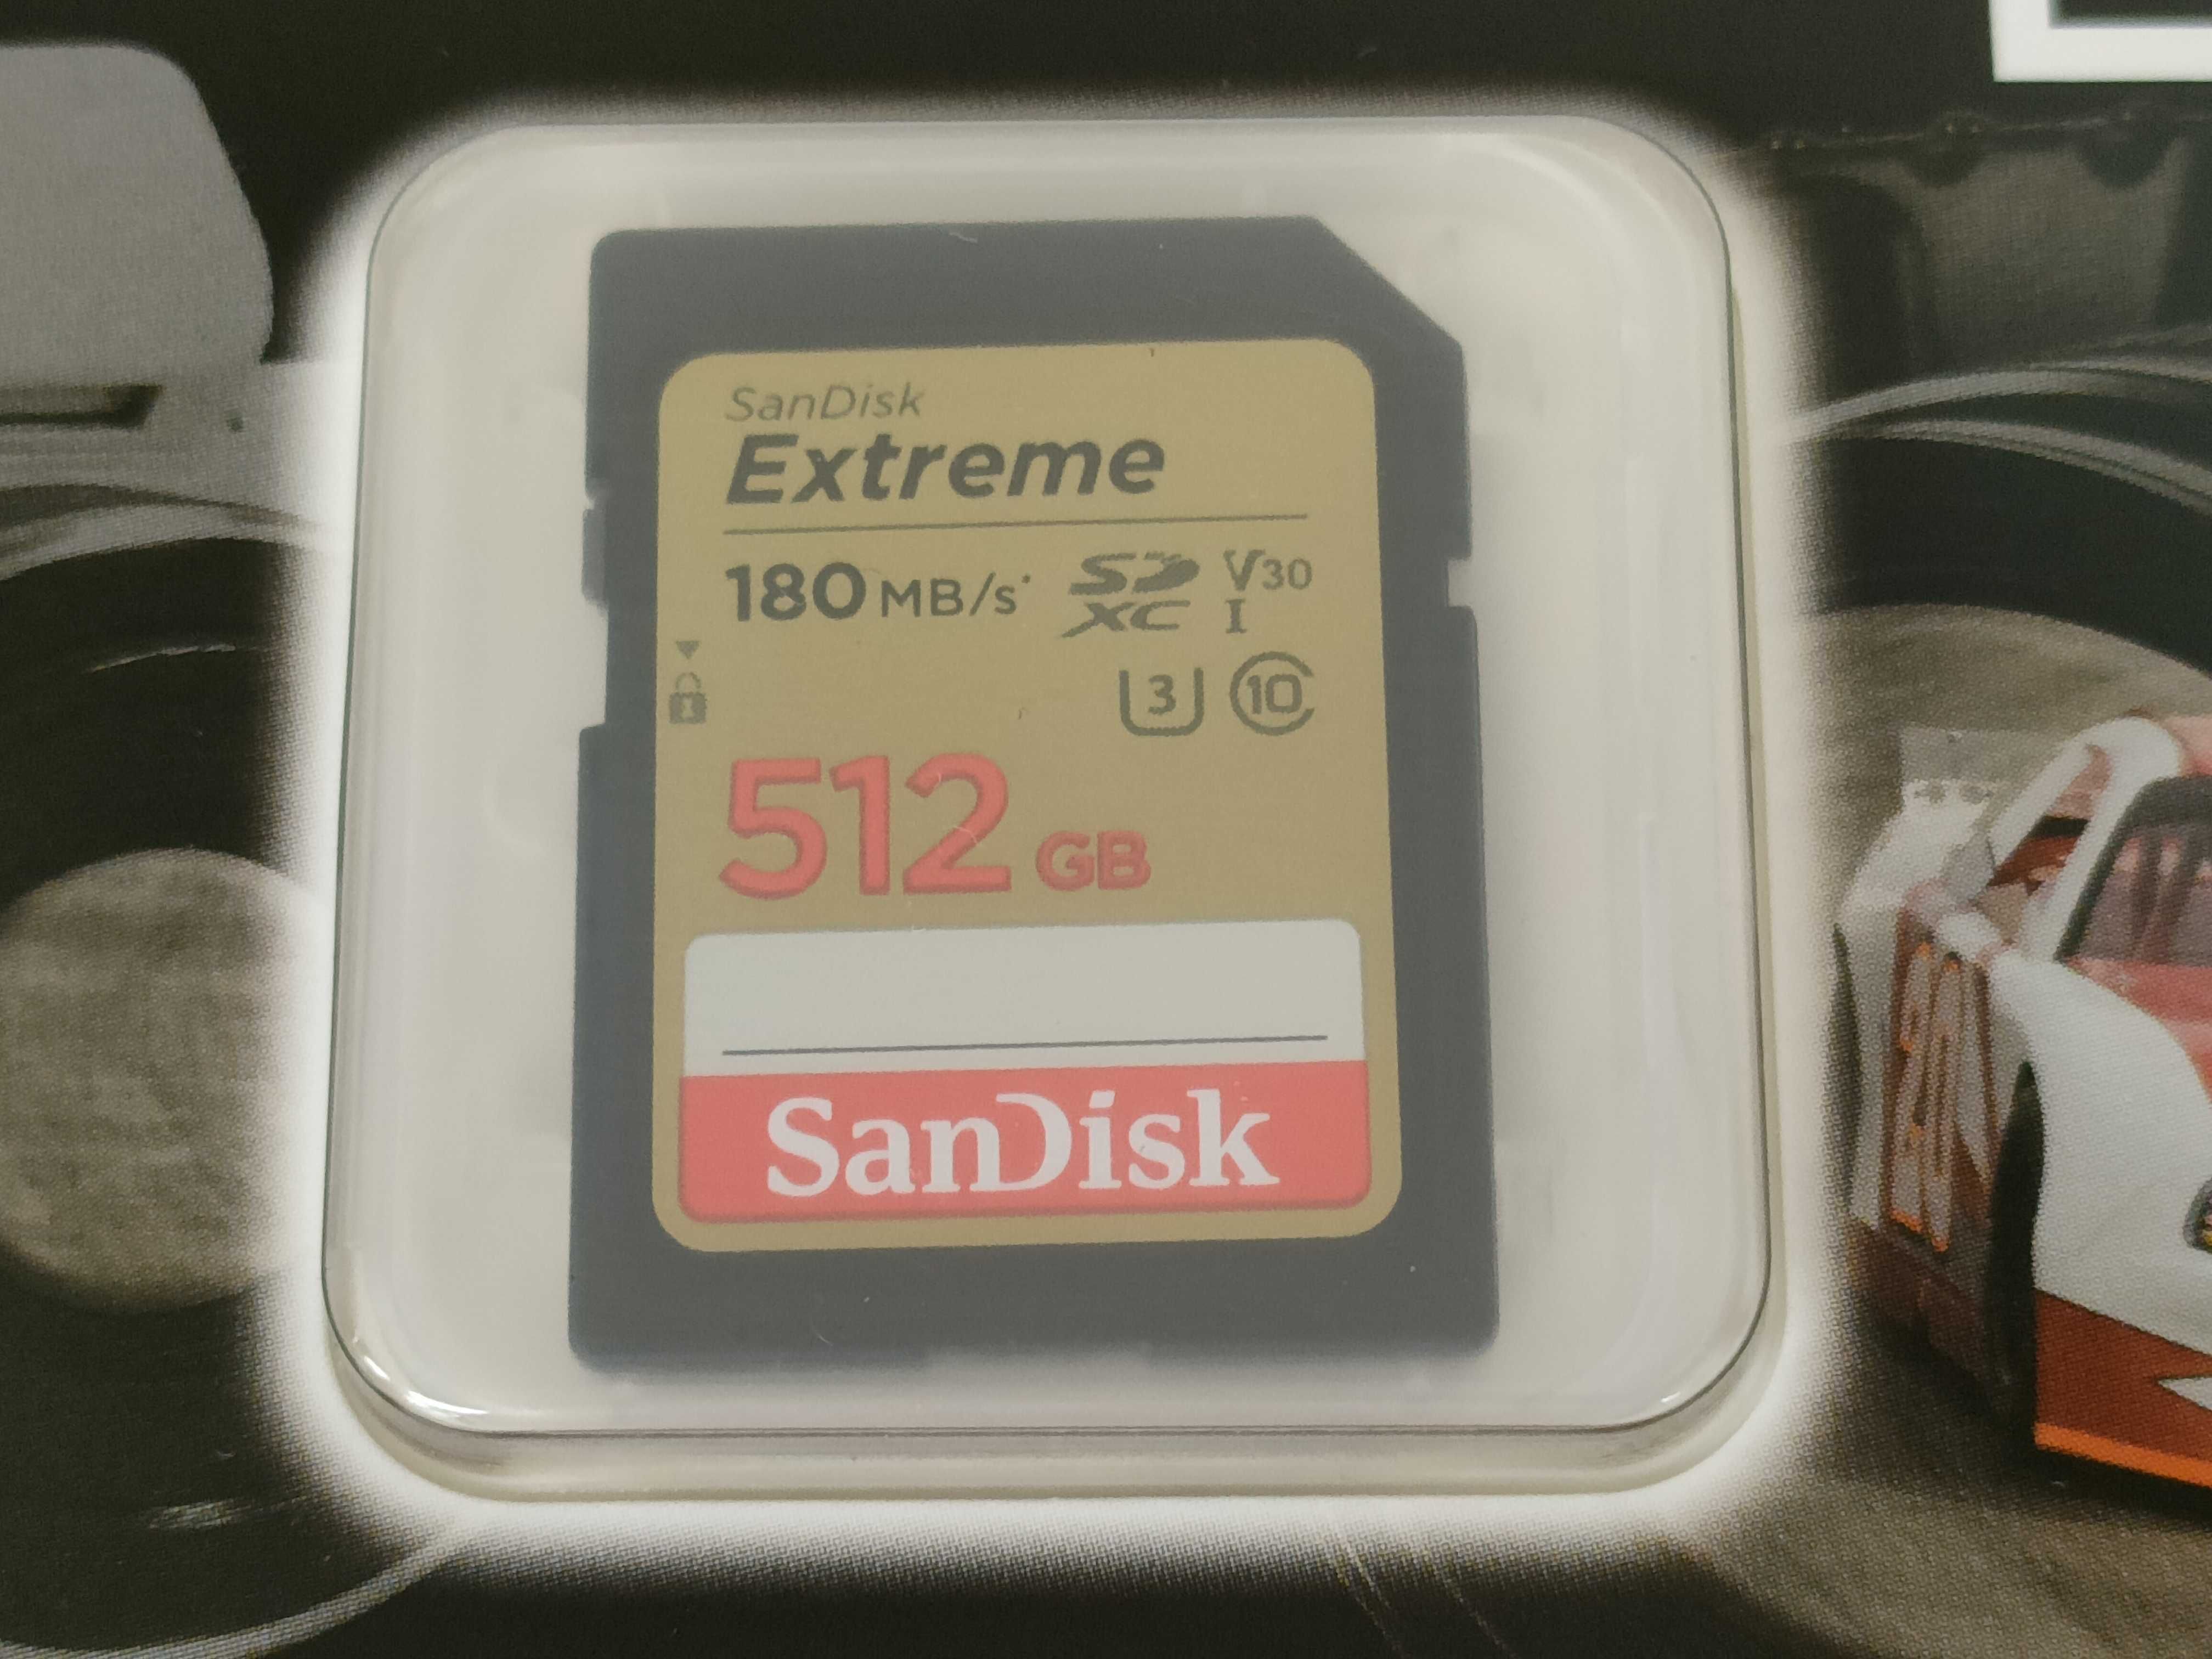 SanDisk
Extreme
180 MB/s*
SD XC V30 I
3 10
512 GB
SanDisk